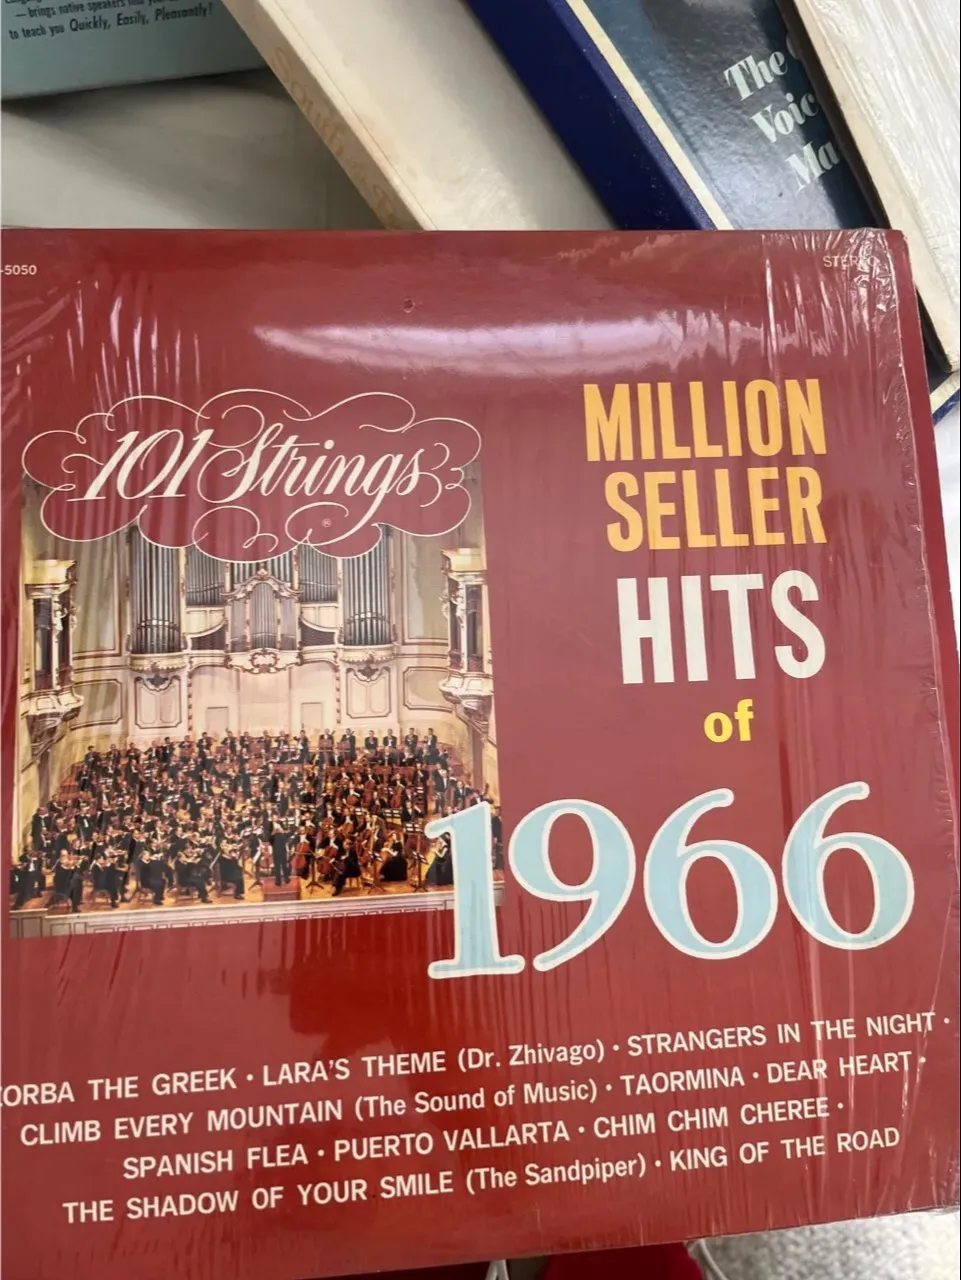 — brings native speakers into your
to teach you Quickly, Easily, Pleasantly!
The
Voic
Ma
-5050
STEREO
101 Strings
®
MILLION
SELLER
HITS
of
1966
ZORBA THE GREEK • LARA'S THEME (Dr. Zhivago) • STRANGERS IN THE NIGHT •
CLIMB EVERY MOUNTAIN (The Sound of Music) • TAORMINA • DEAR HEART •
SPANISH FLEA • PUERTO VALLARTA • CHIM CHIM CHEREE •
THE SHADOW OF YOUR SMILE (The Sandpiper) • KING OF THE ROAD